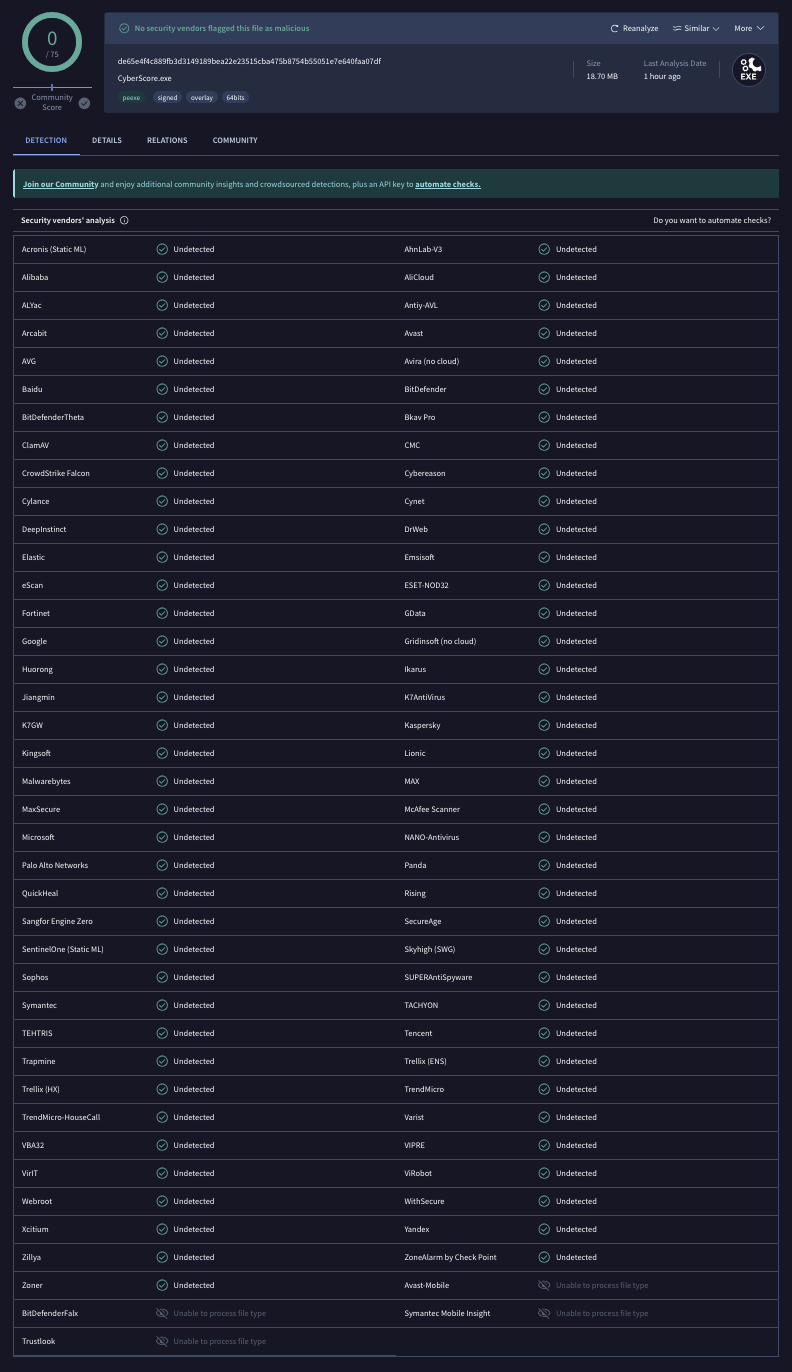 0
/ 75
Community
Score
No security vendors flagged this file as malicious
Reanalyze
Similar
More
de65e4f4c889fb3d3149189bea22e23515cba475b8754b55051e7e640faa07df
CyberScore.exe
peexe signed overlay 64bits
Size
18.70 MB
Last Analysis Date
1 hour ago
EXE
DETECTION DETAILS RELATIONS COMMUNITY
Join our Community and enjoy additional community insights and crowdsourced detections, plus an API key to automate checks.
Security vendors' analysis Do you want to automate checks?
Acronis (Static ML) Undetected AhnLab-V3 Undetected
Alibaba Undetected AliCloud Undetected
ALYac Undetected Antiy-AVL Undetected
Arcabit Undetected Avast Undetected
AVG Undetected Avira (no cloud) Undetected
Baidu Undetected BitDefender Undetected
BitDefenderTheta Undetected Bkav Pro Undetected
ClamAV Undetected CMC Undetected
CrowdStrike Falcon Undetected Cybereason Undetected
Cylance Undetected Cynet Undetected
DeepInstinct Undetected DrWeb Undetected
Elastic Undetected Emsisoft Undetected
eScan Undetected ESET-NOD32 Undetected
Fortinet Undetected GData Undetected
Google Undetected Gridinsoft (no cloud) Undetected
Huorong Undetected Ikarus Undetected
Jiangmin Undetected K7AntiVirus Undetected
K7GW Undetected Kaspersky Undetected
Kingsoft Undetected Lionic Undetected
Malwarebytes Undetected MAX Undetected
MaxSecure Undetected McAfee Scanner Undetected
Microsoft Undetected NANO-Antivirus Undetected
Palo Alto Networks Undetected Panda Undetected
QuickHeal Undetected Rising Undetected
Sangfor Engine Zero Undetected SecureAge Undetected
SentinelOne (Static ML) Undetected Skyhigh (SWG) Undetected
Sophos Undetected SUPERAntiSpyware Undetected
Symantec Undetected TACHYON Undetected
TEHTRIS Undetected Tencent Undetected
Trapmine Undetected Trellix (ENS) Undetected
Trellix (HX) Undetected TrendMicro Undetected
TrendMicro-HouseCall Undetected Varist Undetected
VBA32 Undetected VIPRE Undetected
VirIT Undetected ViRobot Undetected
Webroot Undetected WithSecure Undetected
Xcitium Undetected Yandex Undetected
Zillya Undetected ZoneAlarm by Check Point Undetected
Zoner Undetected Avast-Mobile Unable to process file type
BitDefenderFalx Unable to process file type Symantec Mobile Insight Unable to process file type
Trustlook Unable to process file type